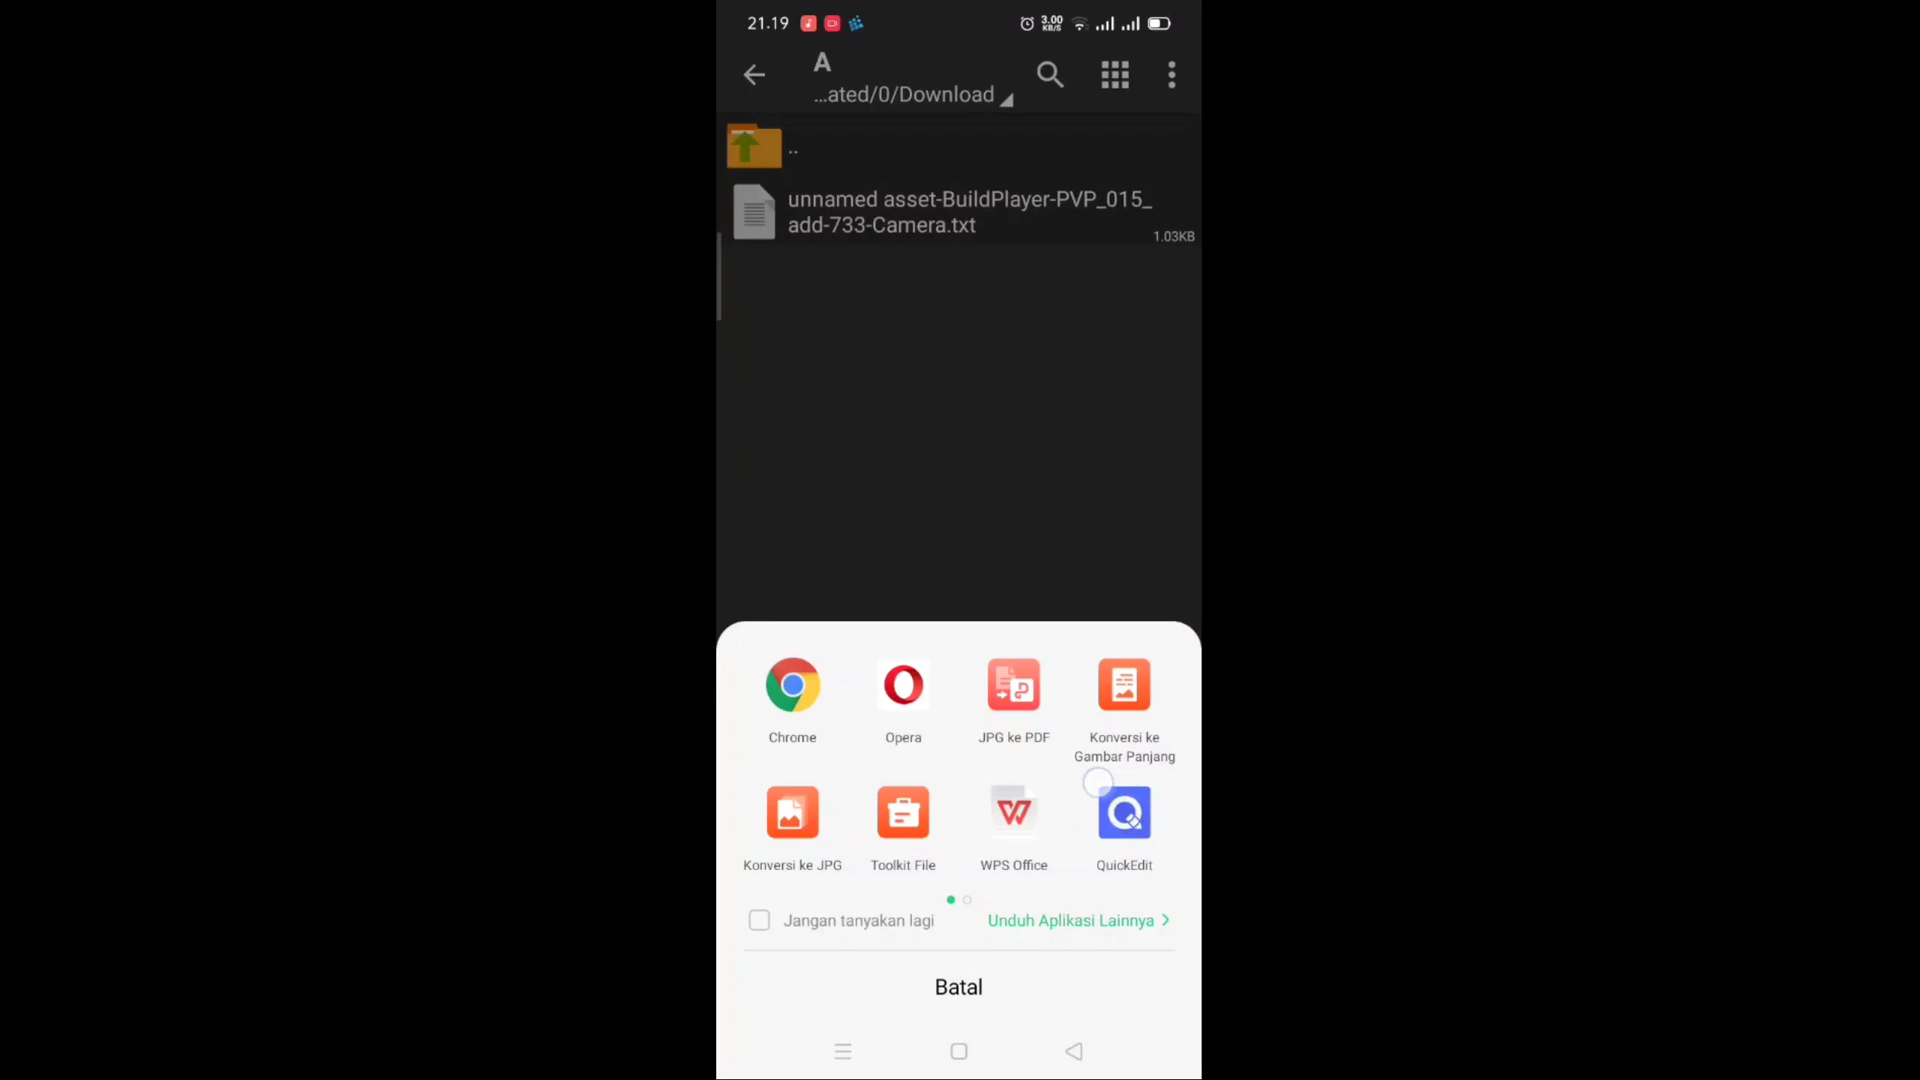 21.19
3.00
KB/S
A
...ated/0/Download
..
unnamed asset-BuildPlayer-PVP_015_
add-733-Camera.txt
1.03KB
Chrome
Opera
JPG ke PDF
Konversi ke
Gambar Panjang
Konversi ke JPG
Toolkit File
WPS Office
QuickEdit
Jangan tanyakan lagi
Unduh Aplikasi Lainnya >
Batal